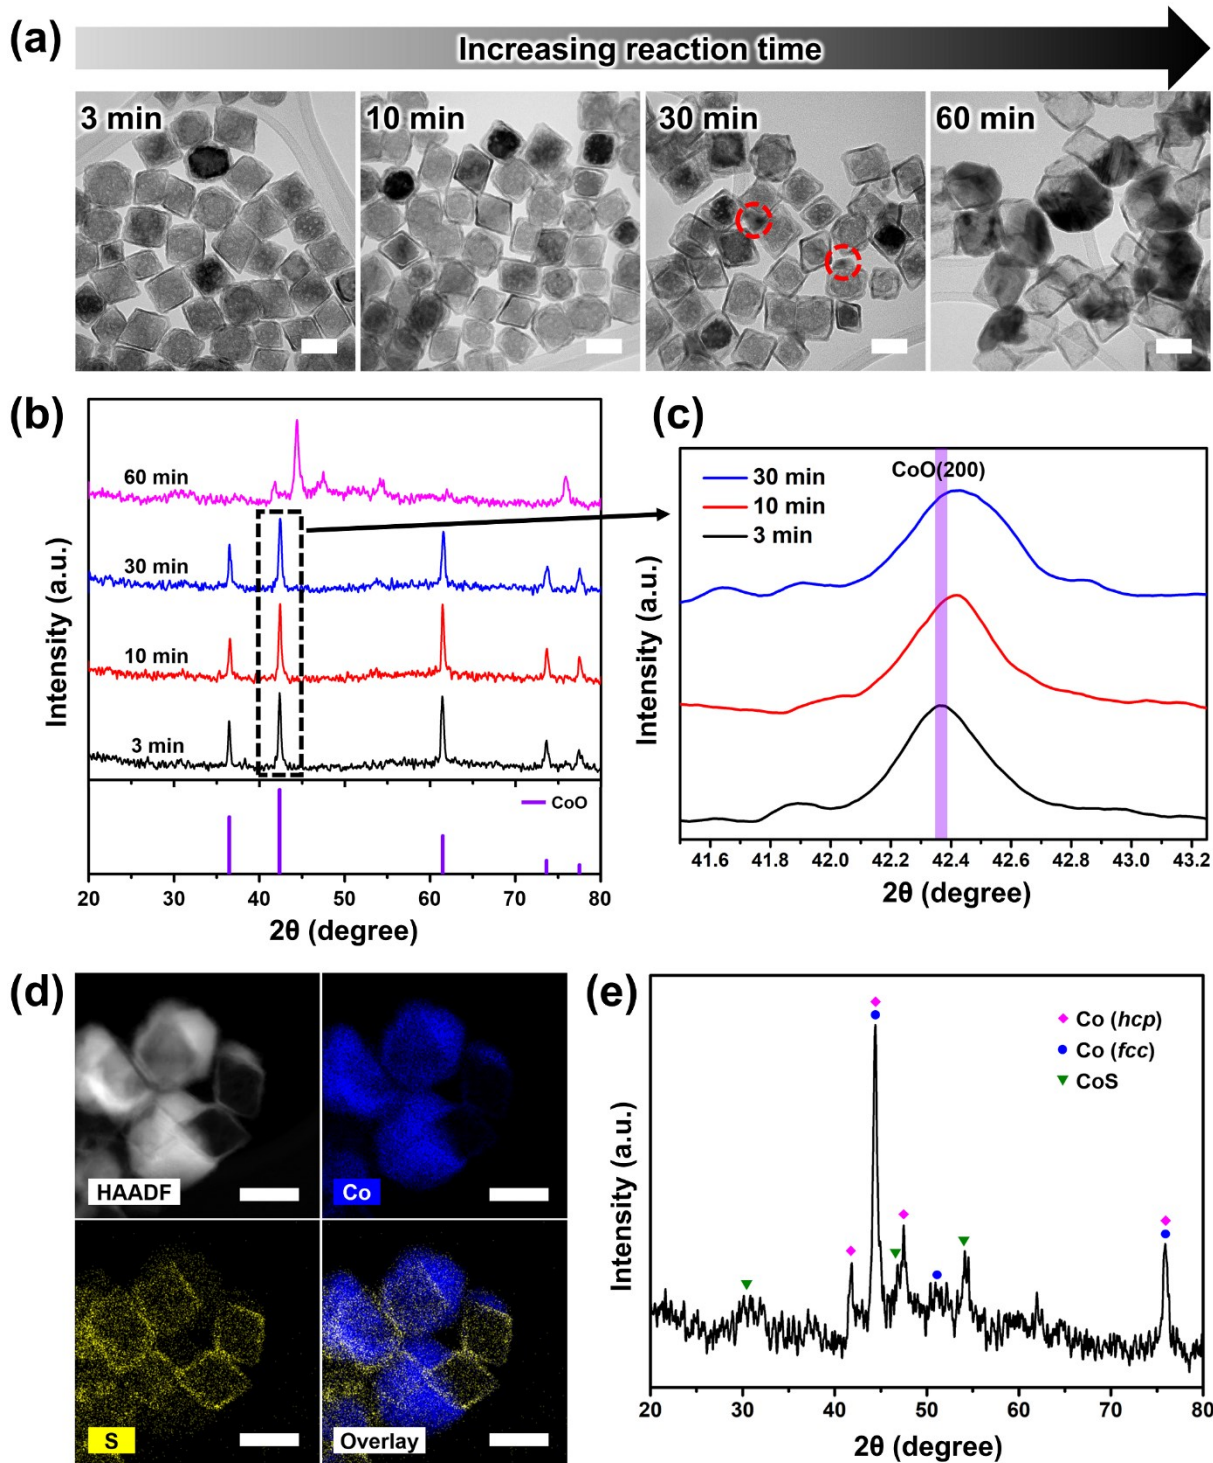 (a)
Increasing reaction time
3 min
10 min
30 min
60 min
(b)
60 min
30 min
10 min
3 min
CoO
Intensity (a.u.)
20 30 40 50 60 70 80
2θ (degree)
(c)
30 min
10 min
3 min
CoO(200)
Intensity (a.u.)
41.6 41.8 42.0 42.2 42.4 42.6 42.8 43.0 43.2
2θ (degree)
(d)
HAADF
Co
S
Overlay
(e)
Co (hcp)
Co (fcc)
CoS
Intensity (a.u.)
20 30 40 50 60 70 80
2θ (degree)